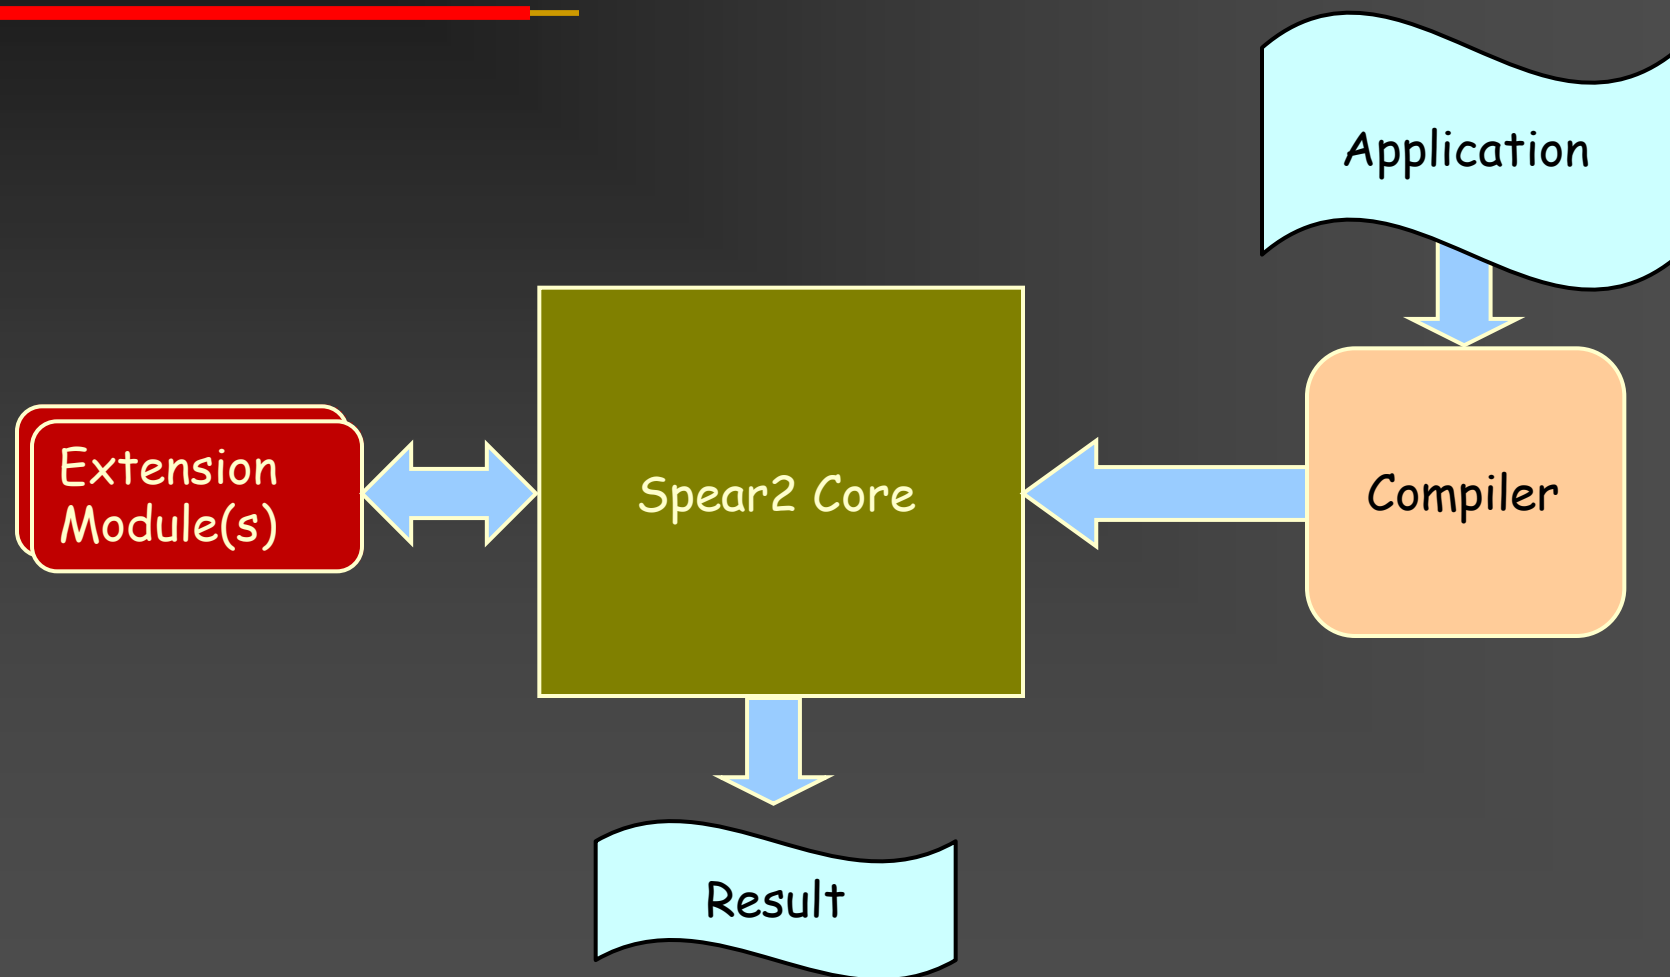 Application
Extension
Module(s)
Spear2 Core
Compiler
Result